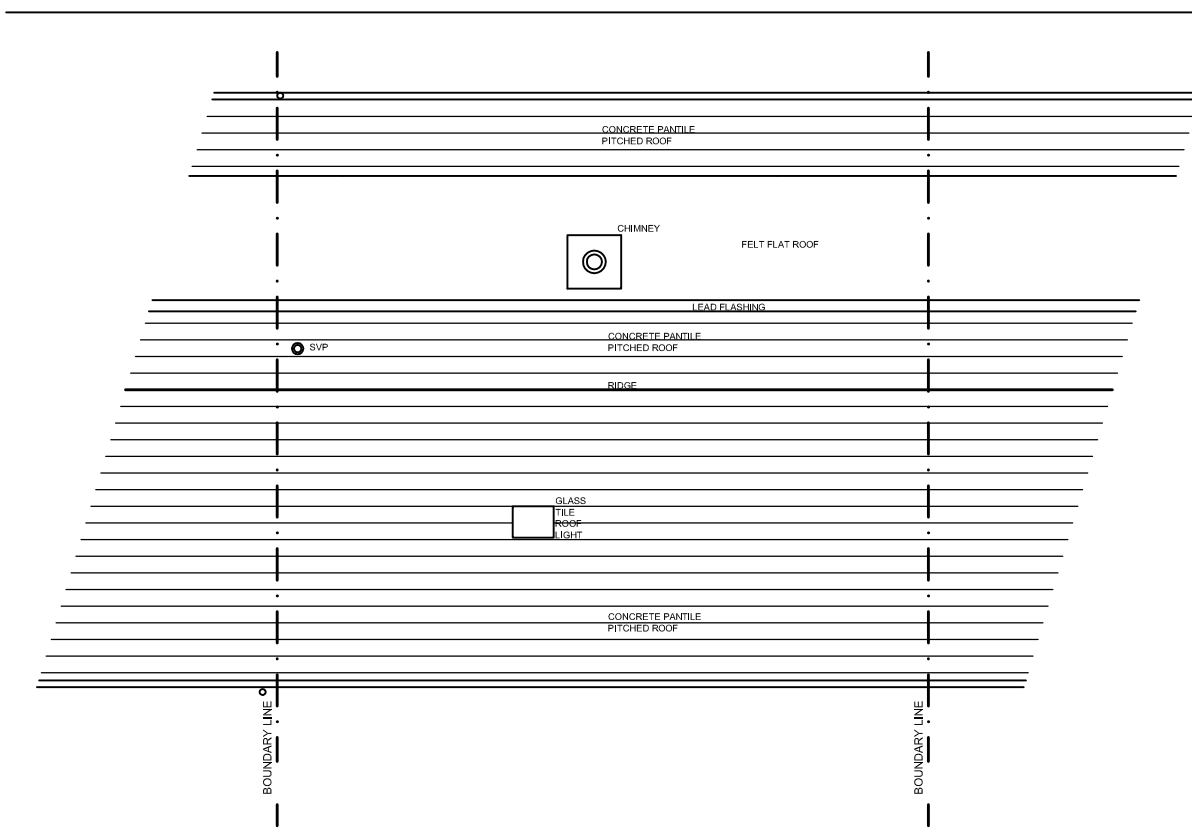 CONCRETE PANTILE
PITCHED ROOF
CHIMNEY
FELT FLAT ROOF
LEAD FLASHING
CONCRETE PANTILE
PITCHED ROOF
SVP
RIDGE
GLASS
TILE
ROOF
LIGHT
CONCRETE PANTILE
PITCHED ROOF
BOUNDARY LINE
BOUNDARY LINE